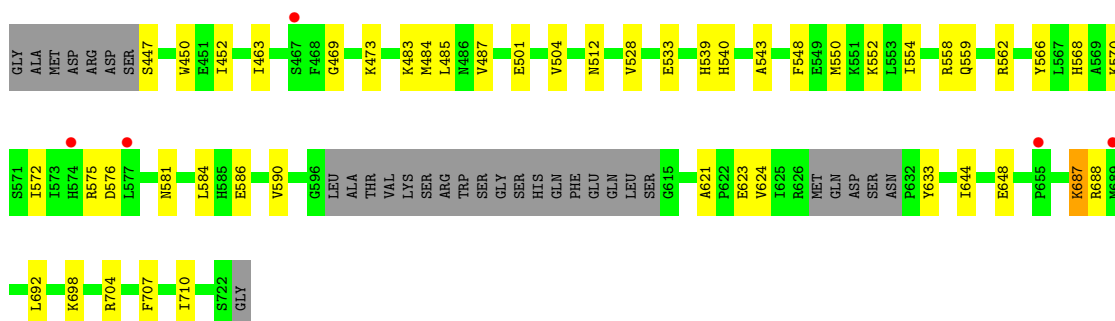 GLY ALA MET ASP ARG ASP SER S447 W450 E451 I452 I463 S467 F468 G469 K473 K483 M484 L485 N486 V487 E501 V504 N512 V528 E533 H539 H540 A543 F548 E549 M550 K551 K552 L553 I554 R558 Q559 R562 Y566 L567 H568 A569 K570
S571 I572 I573 H574 R575 D576 L577 N581 L584 H585 E586 V590 G596 LEU ALA THR VAL LYS SER ARG TRP SER GLY SER HIS GLN PHE GLU GLN LEU SER G615 A621 P622 E623 V624 I625 R626 MET GLN ASP SER ASN P632 Y633 I644 E648 P655 K687 R688 M689
L692 K698 R704 F707 I710 S722 GLY